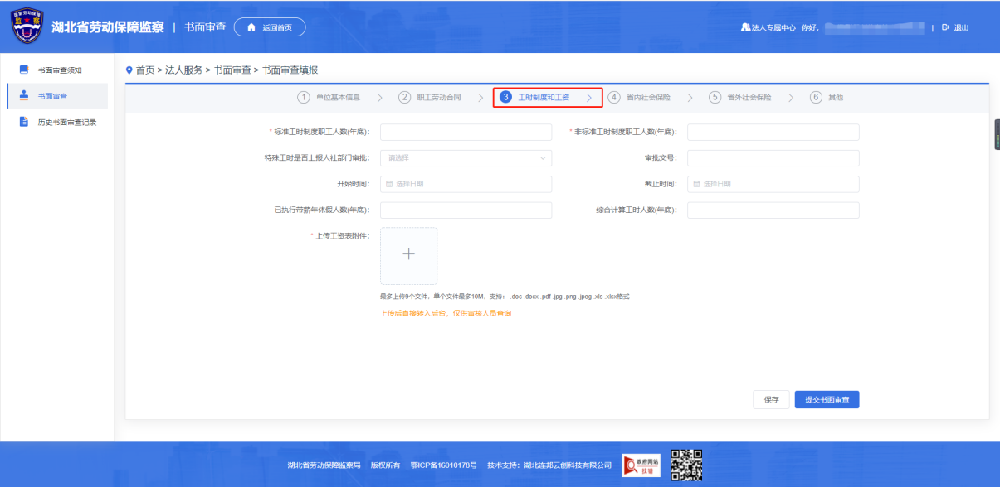 湖北省劳动保障监察 | 书面审查 返回首页 法人专属中心 你好, | 退出
书面审查须知
书面审查
历史书面审查记录
首页 > 法人服务 > 书面审查 > 书面审查填报
1 单位基本信息 > 2 职工劳动合同 > 3 工时制度和工资 > 4 省内社会保险 > 5 省外社会保险 > 6 其他
* 标准工时制度职工人数(年底): * 非标准工时制度职工人数(年底):
特殊工时是否上报人社部门审批: 请选择 审批文号:
开始时间: 选择日期 截止时间: 选择日期
已执行带薪年休假人数(年底): 综合计算工时人数(年底):
* 上传工资表附件:
最多上传9个文件, 单个文件最多10M, 支持: .doc .docx .pdf .jpg .png .jpeg .xls .xlsx格式
上传后直接转入后台, 仅供审核人员查询
保存 提交书面审查
湖北省劳动保障监察局 版权所有 鄂ICP备16010178号 技术支持: 湖北连邦云创科技有限公司 政府网站
找错